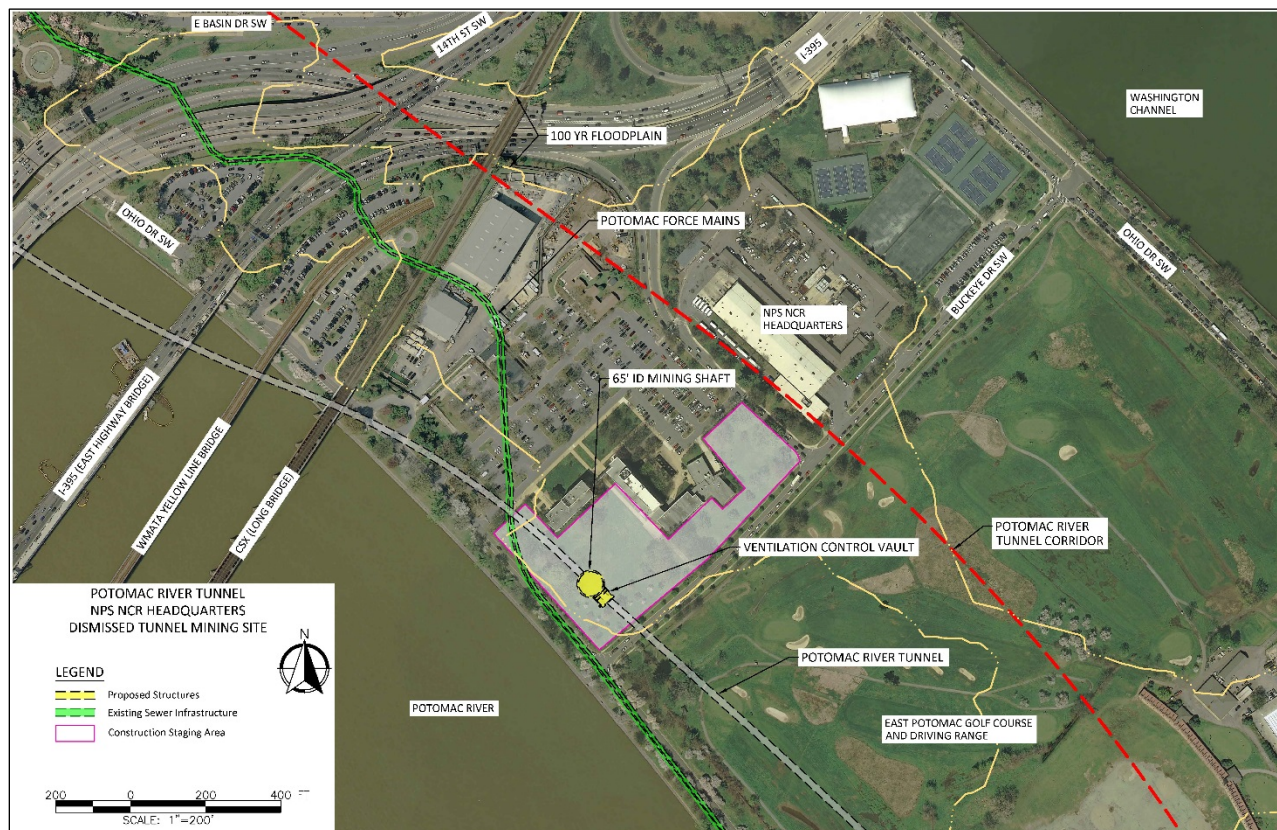 E BASIN DR SW
14TH ST SW
I-395
WASHINGTON
CHANNEL
100 YR FLOODPLAIN
OHIO DR SW
POTOMAC FORCE MAINS
OHIO DR SW
BUCKEYE DR SW
NPS NCR
HEADQUARTERS
65' ID MINING SHAFT
I-395 (EAST HIGHWAY BRIDGE)
WMATA YELLOW LINE BRIDGE
CSX (LONG BRIDGE)
POTOMAC RIVER
TUNNEL CORRIDOR
VENTILATION CONTROL VAULT
POTOMAC RIVER TUNNEL
EAST POTOMAC GOLF COURSE
AND DRIVING RANGE
POTOMAC RIVER
POTOMAC RIVER TUNNEL
NPS NCR HEADQUARTERS
DISMISSED TUNNEL MINING SITE
N
LEGEND
Proposed Structures
Existing Sewer Infrastructure
Construction Staging Area
200 0 200 400
SCALE: 1"=200'